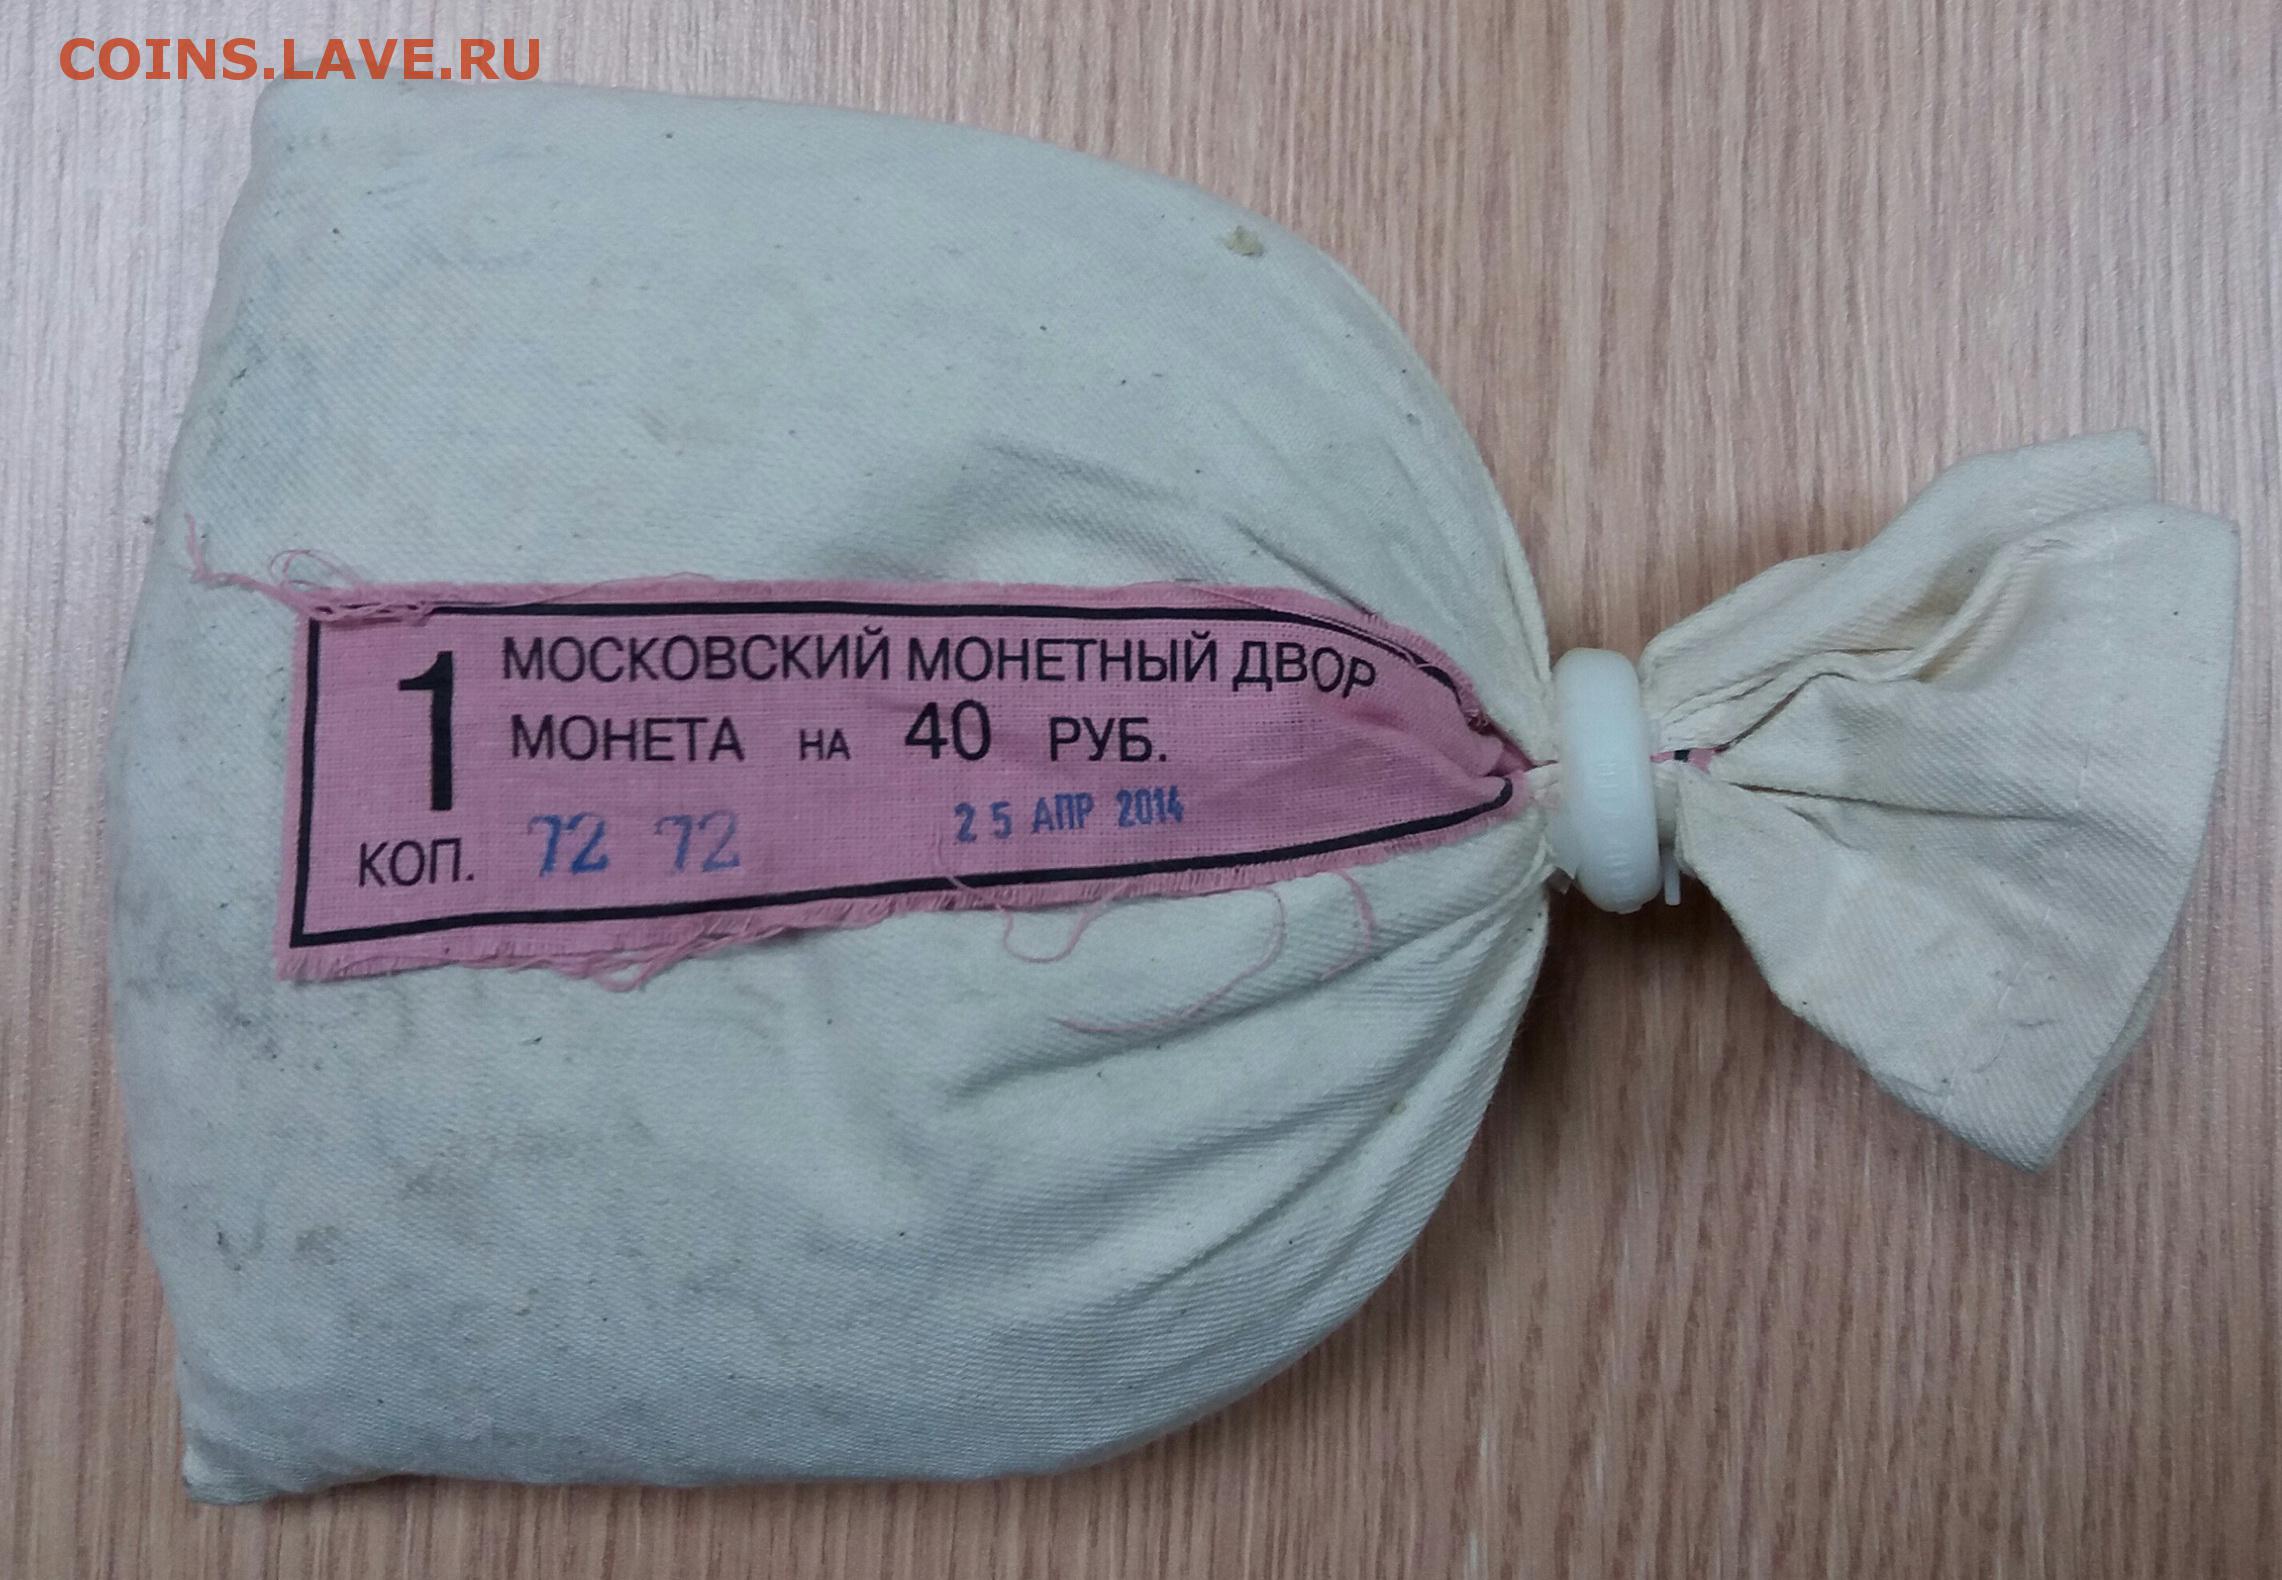 COINS.LAVE.RU
МОСКОВСКИЙ МОНЕТНЫЙ ДВОР
1 МОНЕТА НА 40 РУБ.
КОП. 72 72 25 АПР 2014